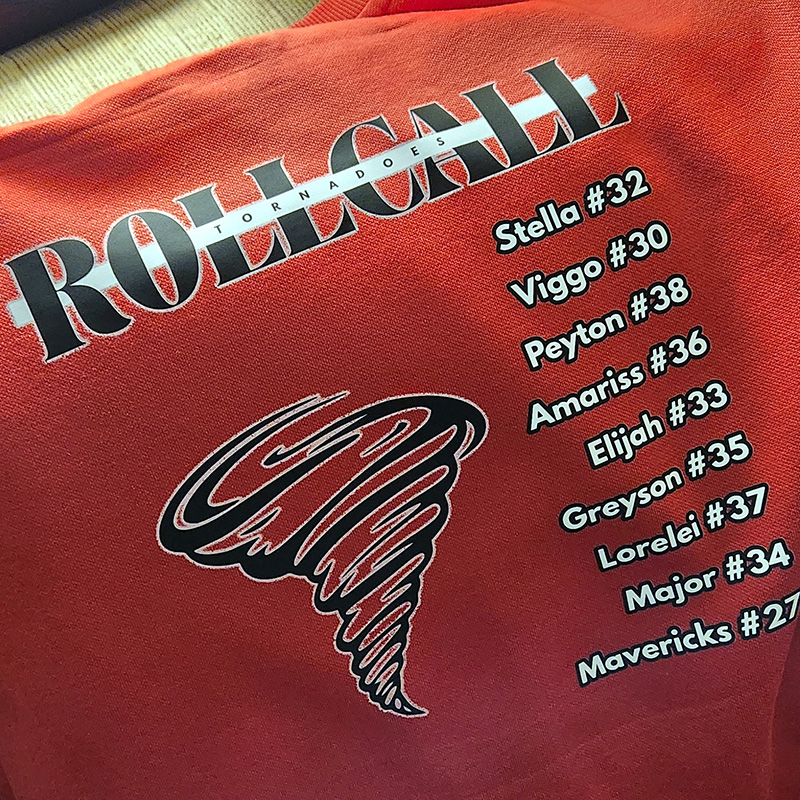 ROLLCALL
TORNADOES
Stella #32
Viggo #30
Peyton #38
Amariss #36
Elijah #33
Greyson #35
Lorelei #37
Major #34
Mavericks #27